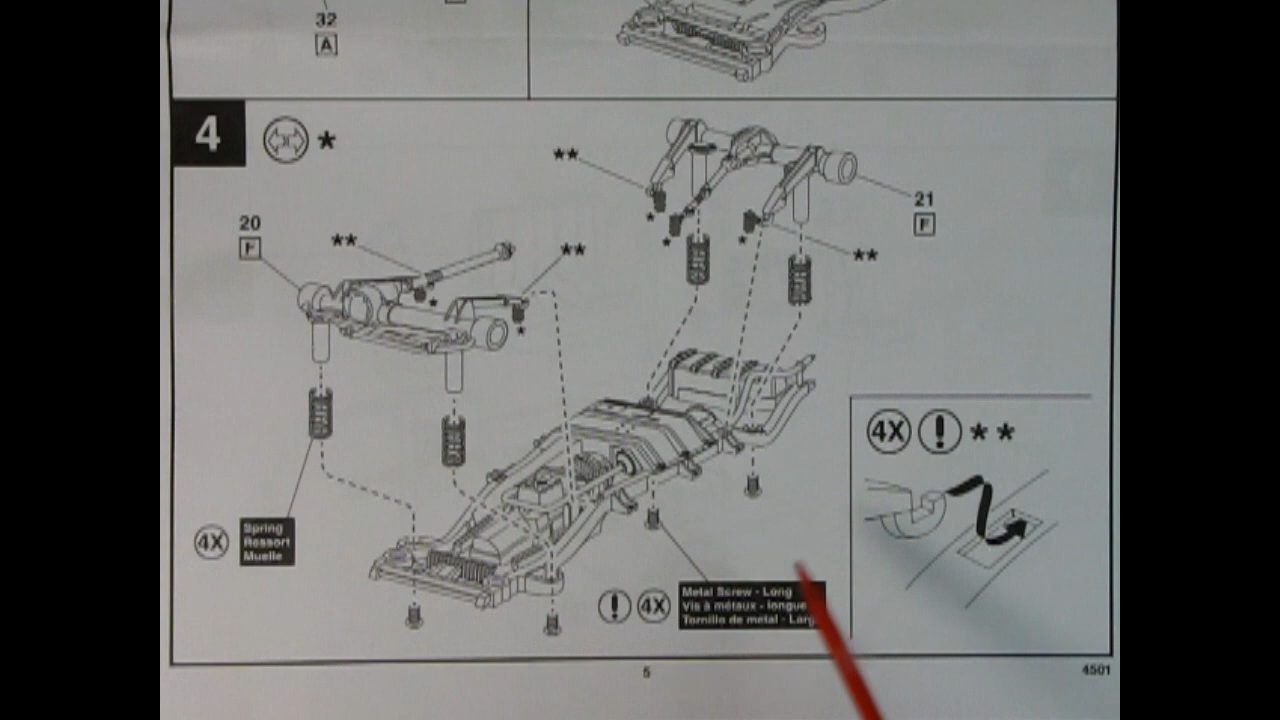 32
A
4
*
**
20
F
**
**
21
F
**
*
*
*
*
*
4X
!
**
4X
Spring
Ressort
Muelle
!
4X
Metal Screw - Long
Vis à métaux - longue
Tornillo de metal -
5
4501